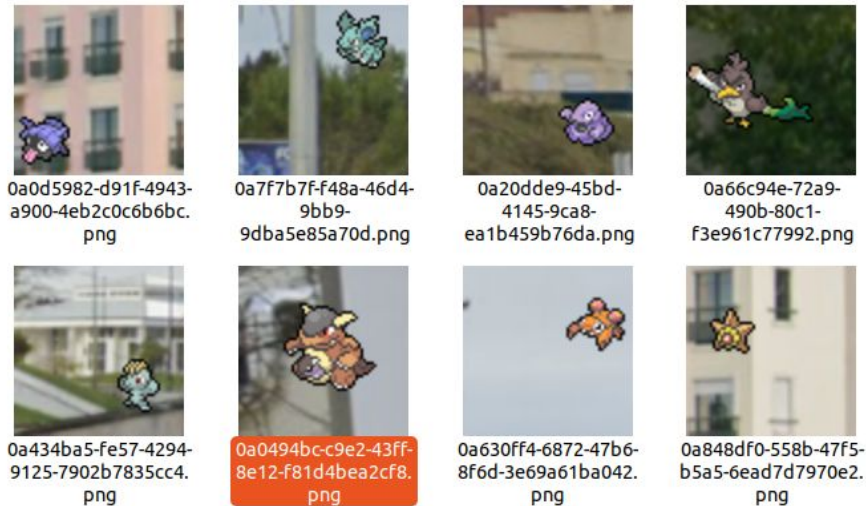 0a0d5982-d91f-4943-
a900-4eb2c0c6b6bc.
png
0a7f7b7f-f48a-46d4-
9bb9-
9dba5e85a70d.png
0a20dde9-45bd-
4145-9ca8-
ea1b459b76da.png
0a66c94e-72a9-
490b-80c1-
f3e961c77992.png
0a434ba5-fe57-4294-
9125-7902b7835cc4.
png
0a0494bc-c9e2-43ff-
8e12-f81d4bea2cf8.
png
0a630ff4-6872-47b6-
8f6d-3e69a61ba042.
png
0a848df0-558b-47f5-
b5a5-6ead7d7970e2.
png